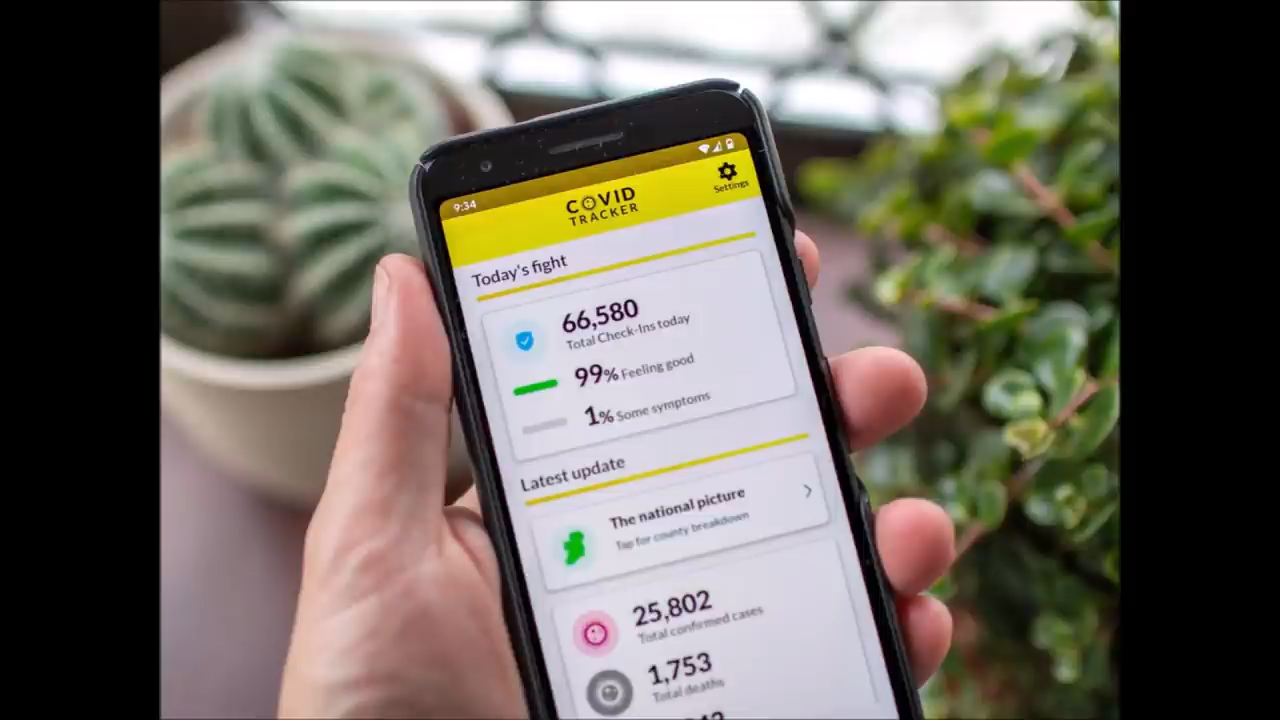 9:34
COVID
TRACKER
Settings
Today's fight
66,580
Total Check-Ins today
99% Feeling good
1% Some symptoms
Latest update
The national picture
Tap for county breakdown
25,802
Total confirmed cases
1,753
Total deaths